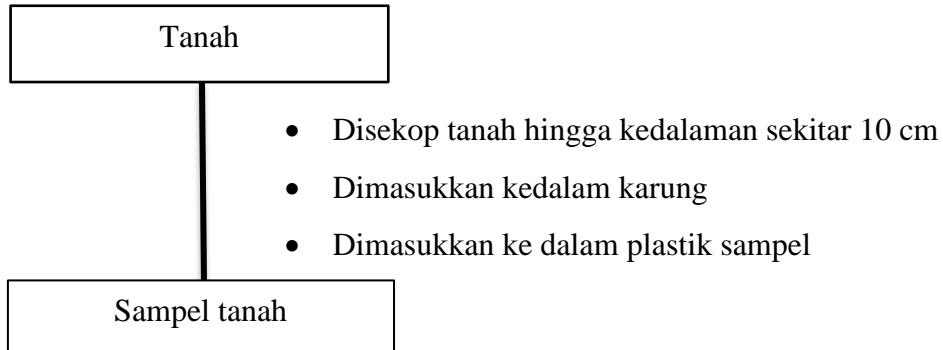 Tanah
• Disekop tanah hingga kedalaman sekitar 10 cm
• Dimasukkan kedalam karung
• Dimasukkan ke dalam plastik sampel
Sampel tanah